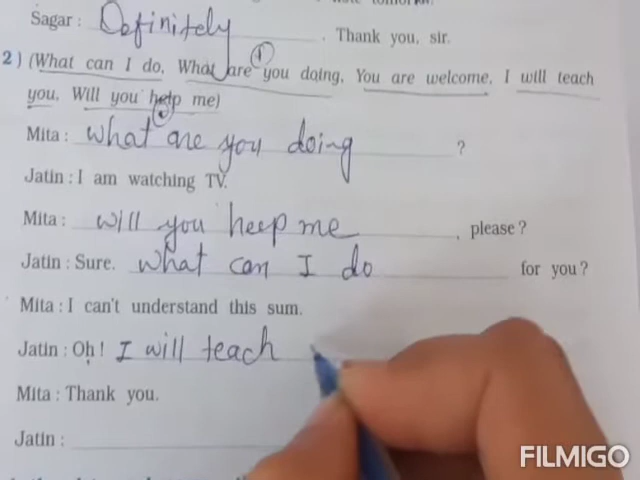 Sagar : Definitely. Thank you, sir.
2) (What can I do, What are you doing, You are welcome, I will teach
you, Will you help me)
Mita : What are you doing ?
Jatin : I am watching TV.
Mita : will you heep me, please?
Jatin : Sure. what can I do for you?
Mita : I can't understand this sum.
Jatin : Oh! I will teach
Mita : Thank you.
Jatin :
FILMIGO